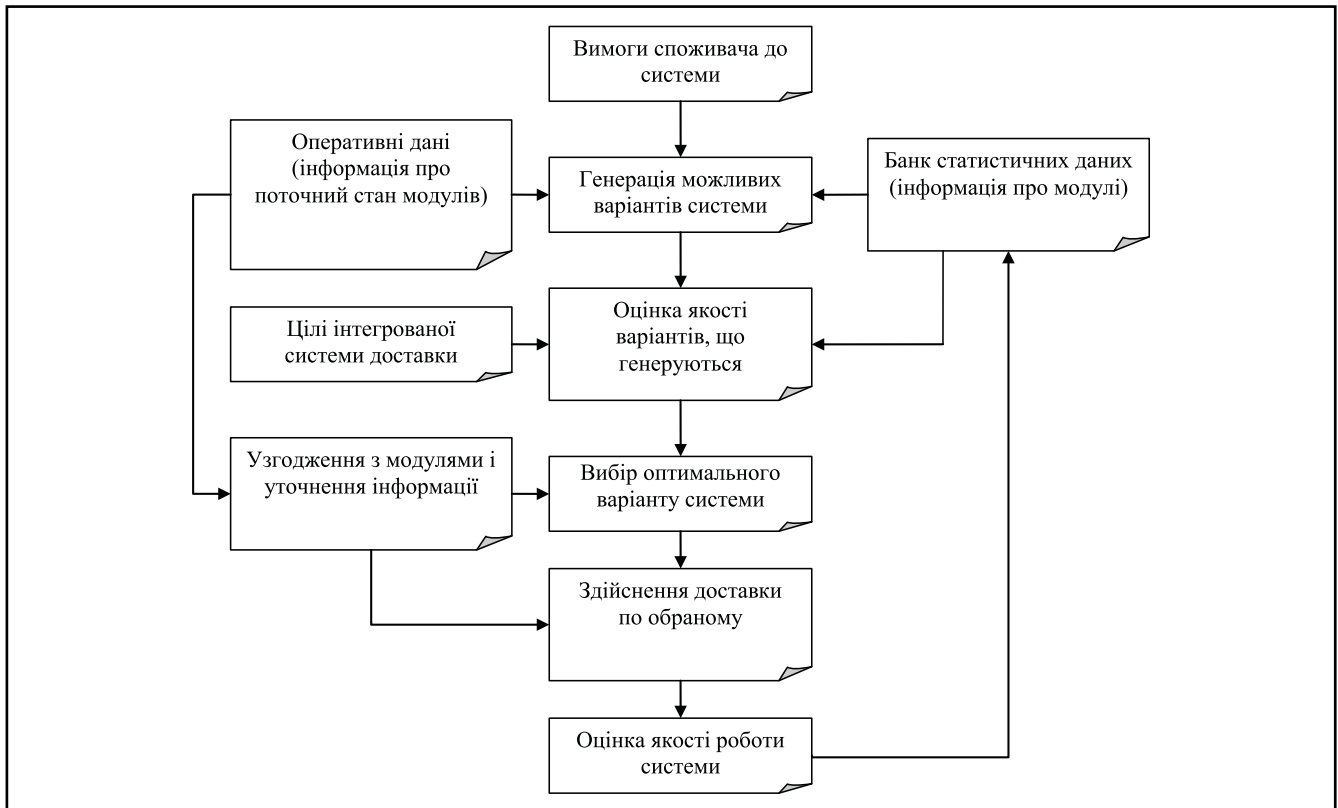 Вимоги споживача до
системи
Оперативні дані
(інформація про
поточний стан модулів)
Генерація можливих
варіантів системи
Банк статистичних даних
(інформація про модулі)
Цілі інтегрованої
системи доставки
Оцінка якості
варіантів, що
генеруються
Узгодження з модулями і
уточнення інформації
Вибір оптимального
варіанту системи
Здійснення доставки
по обраному
Оцінка якості роботи
системи